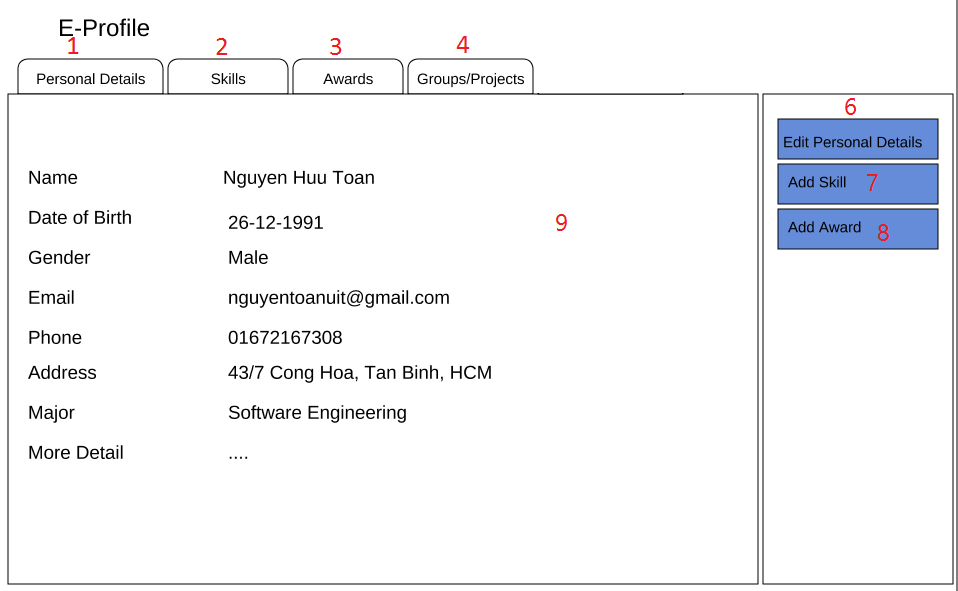 E-Profile
1 2 3 4
Personal Details Skills Awards Groups/Projects
6
Edit Personal Details
Add Skill 7
Add Award 8
Name Nguyen Huu Toan
Date of Birth 26-12-1991 9
Gender Male
Email nguyentoanuit@gmail.com
Phone 01672167308
Address 43/7 Cong Hoa, Tan Binh, HCM
Major Software Engineering
More Detail ....